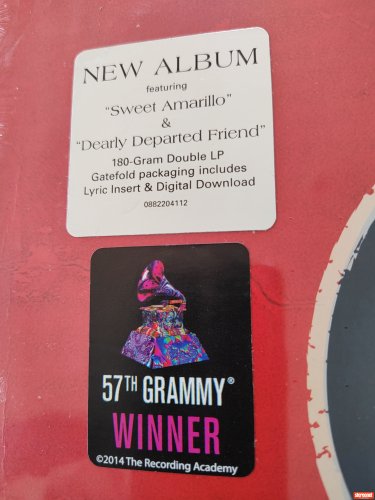 NEW ALBUM
featuring
“Sweet Amarillo”
&
“Dearly Departed Friend”
180-Gram Double LP
Gatefold packaging includes
Lyric Insert & Digital Download
0882204112
57TH GRAMMY®
WINNER
©2014 The Recording Academy